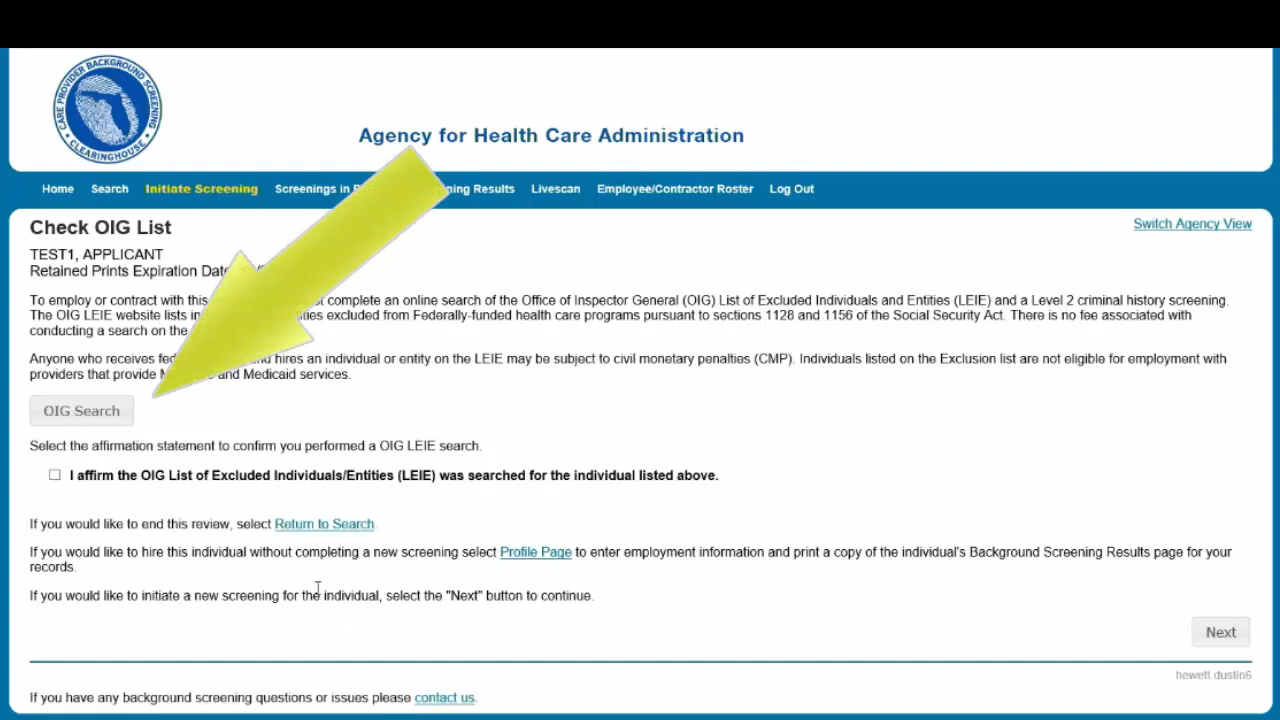 CARE PROVIDER BACKGROUND SCREENING
CLEARINGHOUSE
Agency for Health Care Administration
Home Search Initiate Screening Screenings in Results Livescan Employee/Contractor Roster Log Out
Check OIG List
Switch Agency View
TEST1, APPLICANT
Retained Prints Expiration
To employ or contract with this complete an online search of the Office of Inspector General (OIG) List of Excluded Individuals and Entities (LEIE) and a Level 2 criminal history screening.
The OIG LEIE website lists excluded from Federally-funded health care programs pursuant to sections 1128 and 1156 of the Social Security Act. There is no fee associated with
conducting a search on the
Anyone who receives and hires an individual or entity on the LEIE may be subject to civil monetary penalties (CMP). Individuals listed on the Exclusion list are not eligible for employment with
providers that provide and Medicaid services.
OIG Search
Select the affirmation statement to confirm you performed a OIG LEIE search.
I affirm the OIG List of Excluded Individuals/Entities (LEIE) was searched for the individual listed above.
If you would like to end this review, select Return to Search.
If you would like to hire this individual without completing a new screening select Profile Page to enter employment information and print a copy of the individual's Background Screening Results page for your
records.
If you would like to initiate a new screening for the individual, select the "Next" button to continue.
Next
hewett.dustin6
If you have any background screening questions or issues please contact us.